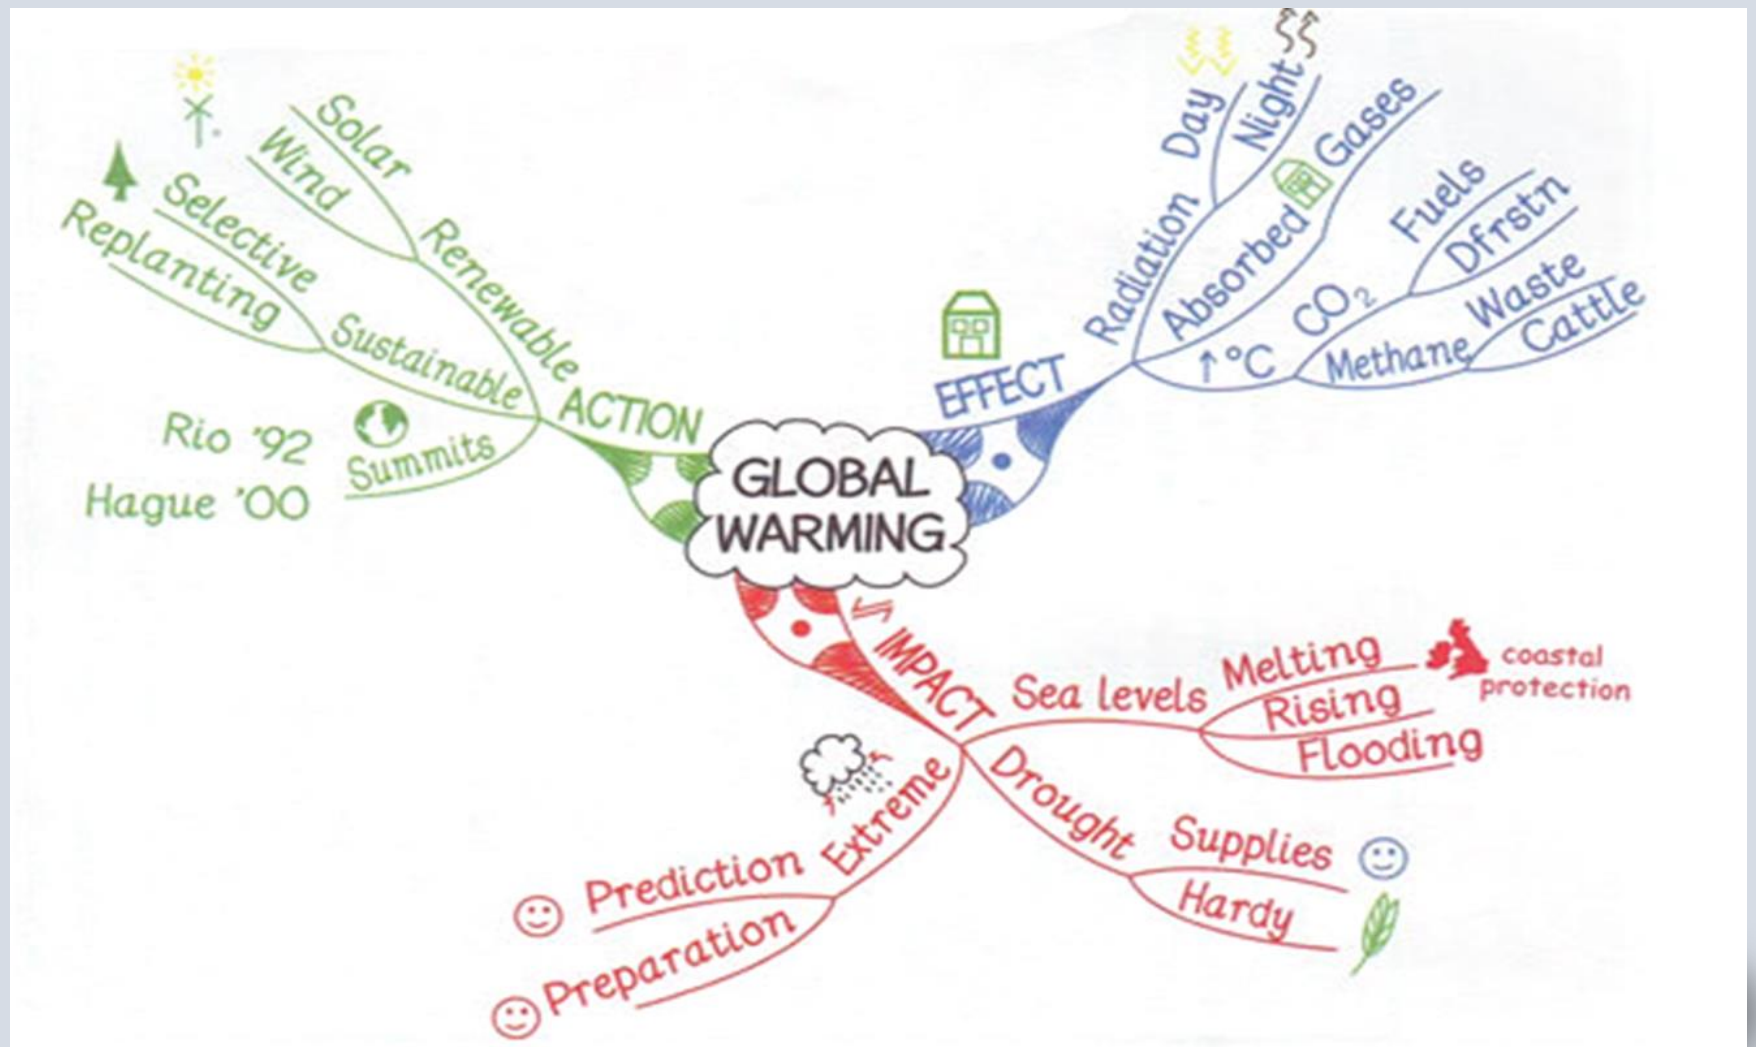 GLOBAL
WARMING
ACTION
Renewable
Solar
Wind
Sustainable
Selective
Replanting
Summits
Rio '92
Hague '00
EFFECT
Radiation
Day
Night
Absorbed
Gases
↑°C
CO₂
Fuels
Dfrstn
Methane
Waste
Cattle
IMPACT
Sea levels
Melting
Rising
Flooding
coastal
protection
Drought
Supplies
Hardy
Extreme
Prediction
Preparation